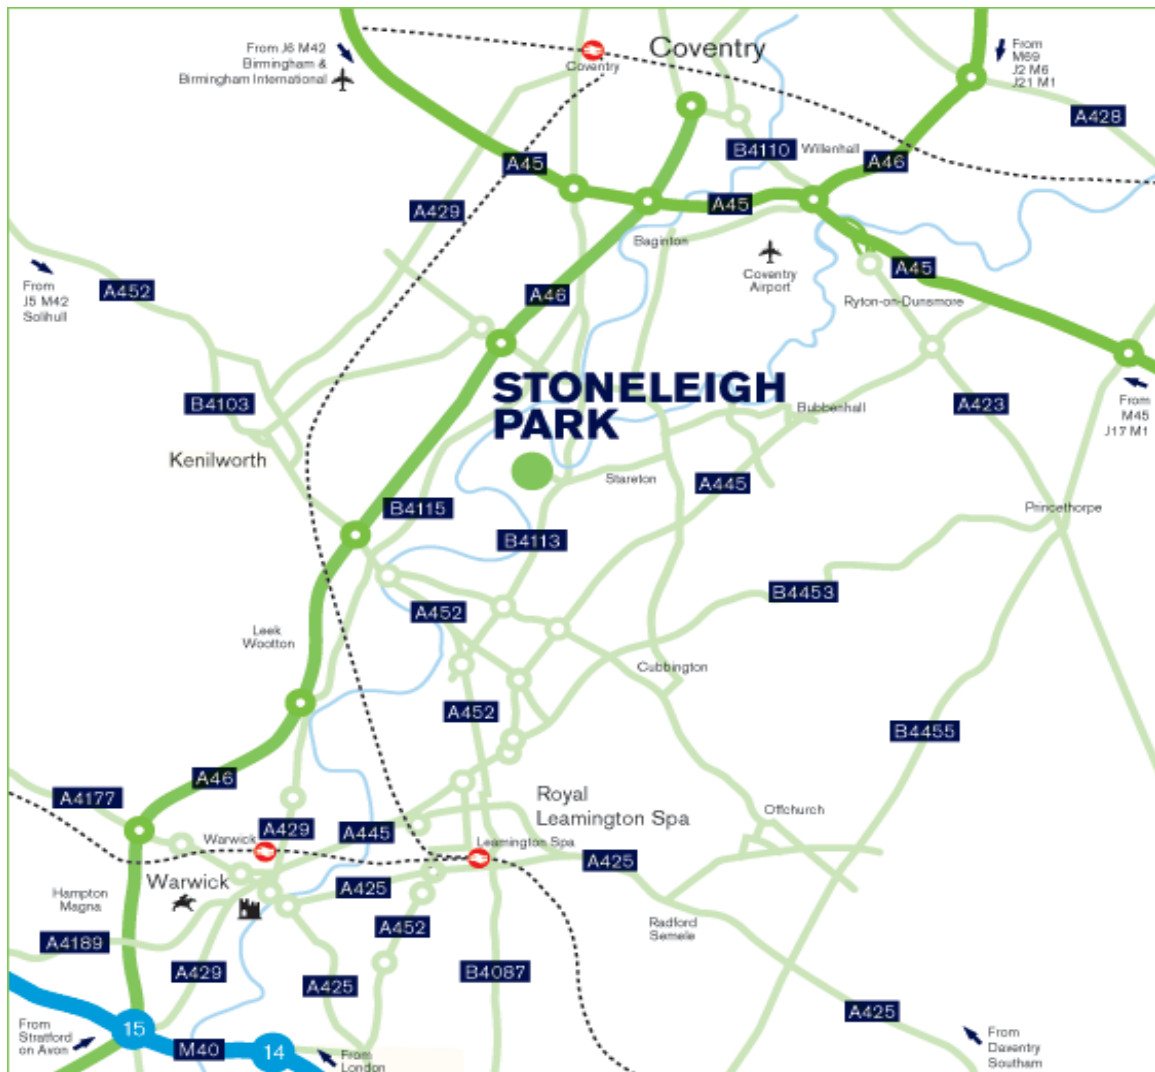 From J6 M42
Birmingham &
Birmingham International
Coventry
Coventry
From
M69
J2 M6
J21 M1
A428
B4110
Willenhall
A46
A45
A45
A429
Baginton
Coventry
Airport
A45
From
J5 M42
Solihull
A452
A46
Ryton-on-Dunsmore
STONELEIGH
PARK
B4103
Bubbenhall
A423
From
M45
J17 M1
Kenilworth
Stareton
A445
B4115
Princethorpe
B4113
B4453
A452
Leek
Wootton
Cubbington
A452
B4455
A46
A4177
Royal
Leamington Spa
Offchurch
Warwick
A429
A445
Leamington Spa
A425
Warwick
A425
Hampton
Magna
A452
Radford
Semele
A4189
A429
A425
B4087
A425
From
Stratford
on Avon
15
M40
14
From
London
From
Daventry
Southam